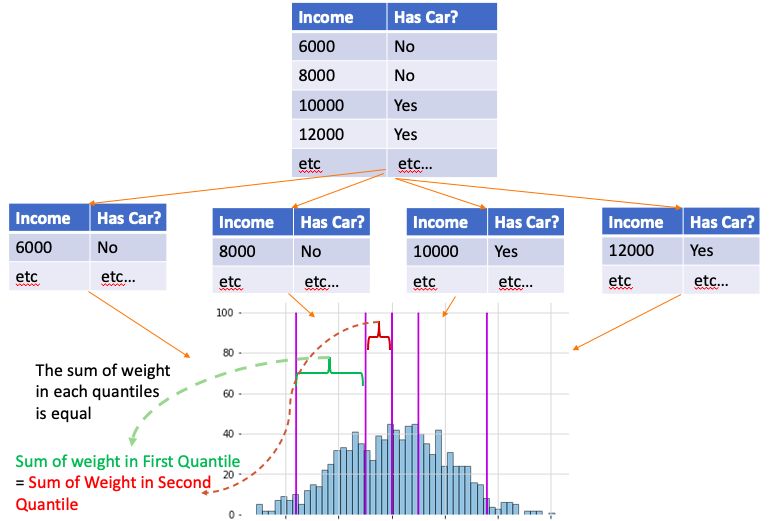 Income Has Car?
6000 No
8000 No
10000 Yes
12000 Yes
etc etc...
Income Has Car?
6000 No
etc etc...
Income Has Car?
8000 No
etc etc...
Income Has Car?
10000 Yes
etc etc...
Income Has Car?
12000 Yes
etc etc...
100
80
60
40
20
0
The sum of weight
in each quantiles
is equal
Sum of weight in First Quantile
= Sum of Weight in Second
Quantile